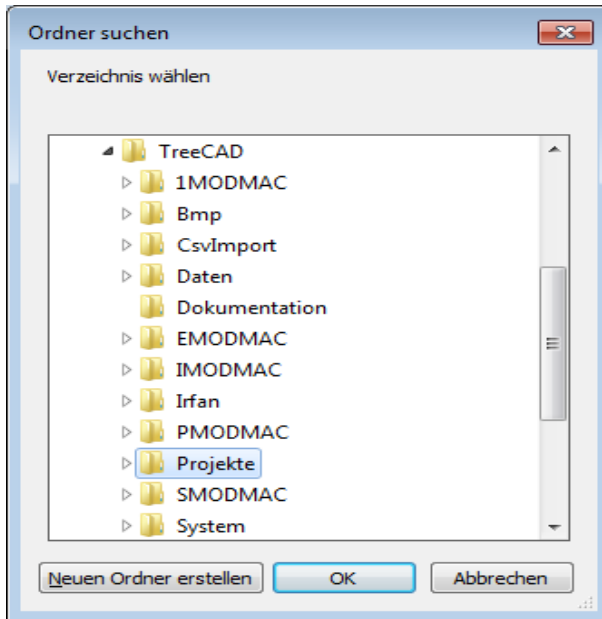 Ordner suchen
Verzeichnis wählen
TreeCAD
1MODMAC
Bmp
CsvImport
Daten
Dokumentation
EMODMAC
IMODMAC
Irfan
PMODMAC
Projekte
SMODMAC
System
Neuen Ordner erstellen OK Abbrechen